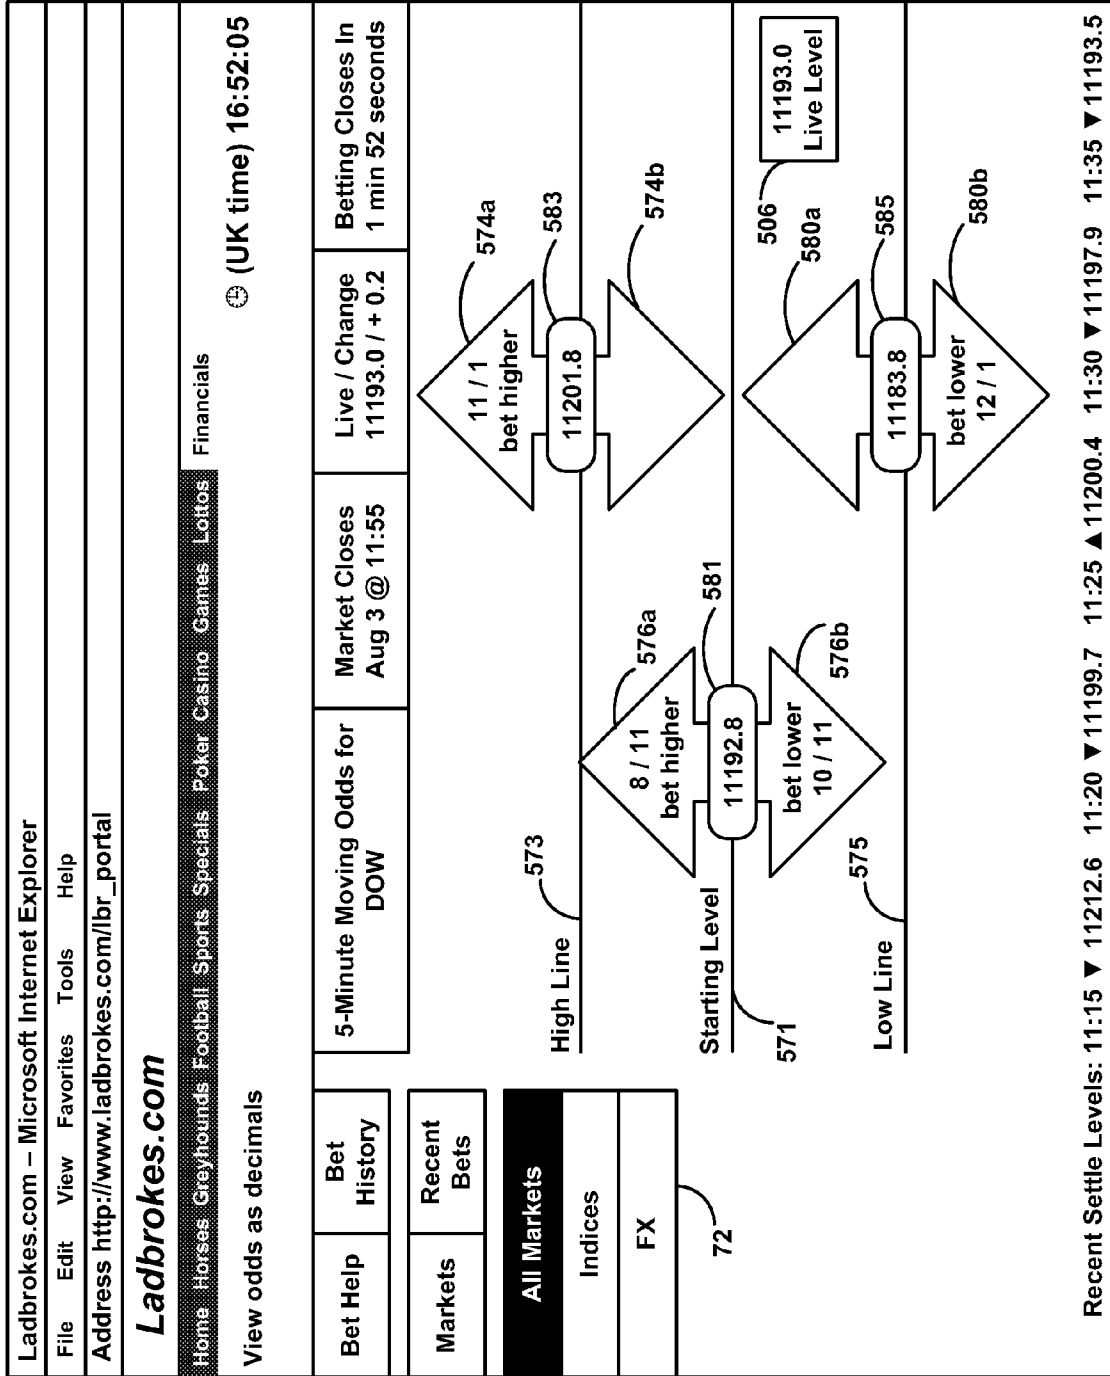 Ladbrokes.com – Microsoft Internet Explorer
File Edit View Favorites Tools Help
Address http://www.ladbrokes.com/lbr_portal
Ladbrokes.com
Home Horses Greyhounds Football Sports Specials Poker Casino Games Lottos Financials
View odds as decimals
(UK time) 16:52:05
Bet Help
Bet
History
Markets
Recent
Bets
All Markets
Indices
FX
72
5-Minute Moving Odds for
DOW
Market Closes
Aug 3 @ 11:55
Live / Change
11193.0 / + 0.2
Betting Closes In
1 min 52 seconds
High Line
573
11 / 1
bet higher
574a
11201.8
583
574b
Starting Level
571
8 / 11
bet higher
576a
11192.8
581
bet lower
10 / 11
576b
11193.0
Live Level
506
Low Line
575
580a
11183.8
585
bet lower
12 / 1
580b
Recent Settle Levels: 11:15 ▼ 11212.6 11:20 ▼11199.7 11:25 ▲11200.4 11:30 ▼11197.9 11:35 ▼11193.5